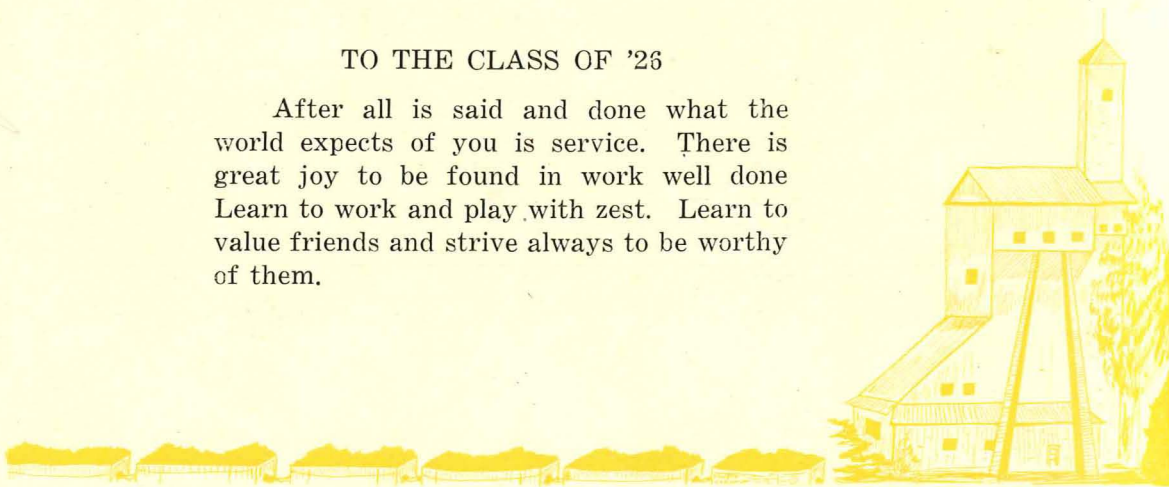 TO THE CLASS OF '26
After all is said and done what the
world expects of you is service. There is
great joy to be found in work well done
Learn to work and play with zest. Learn to
value friends and strive always to be worthy
of them.